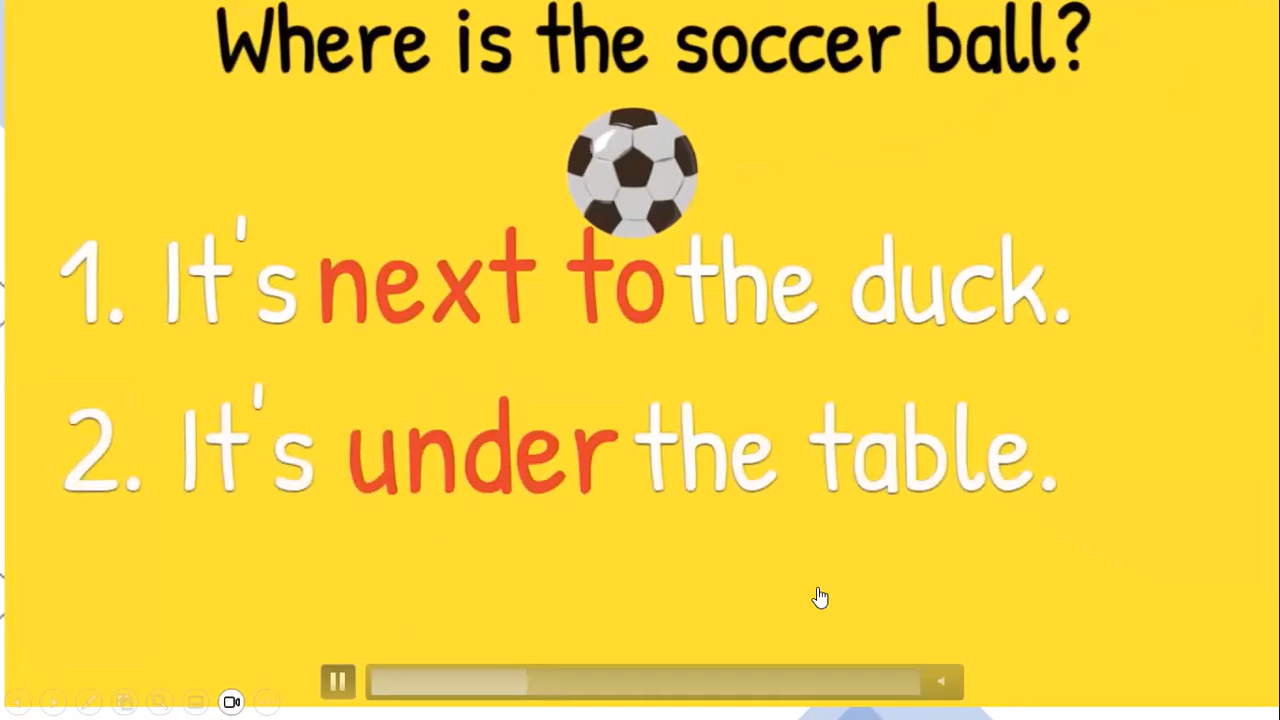 Where is the soccer ball?
1. It's next to the duck.
2. It's under the table.